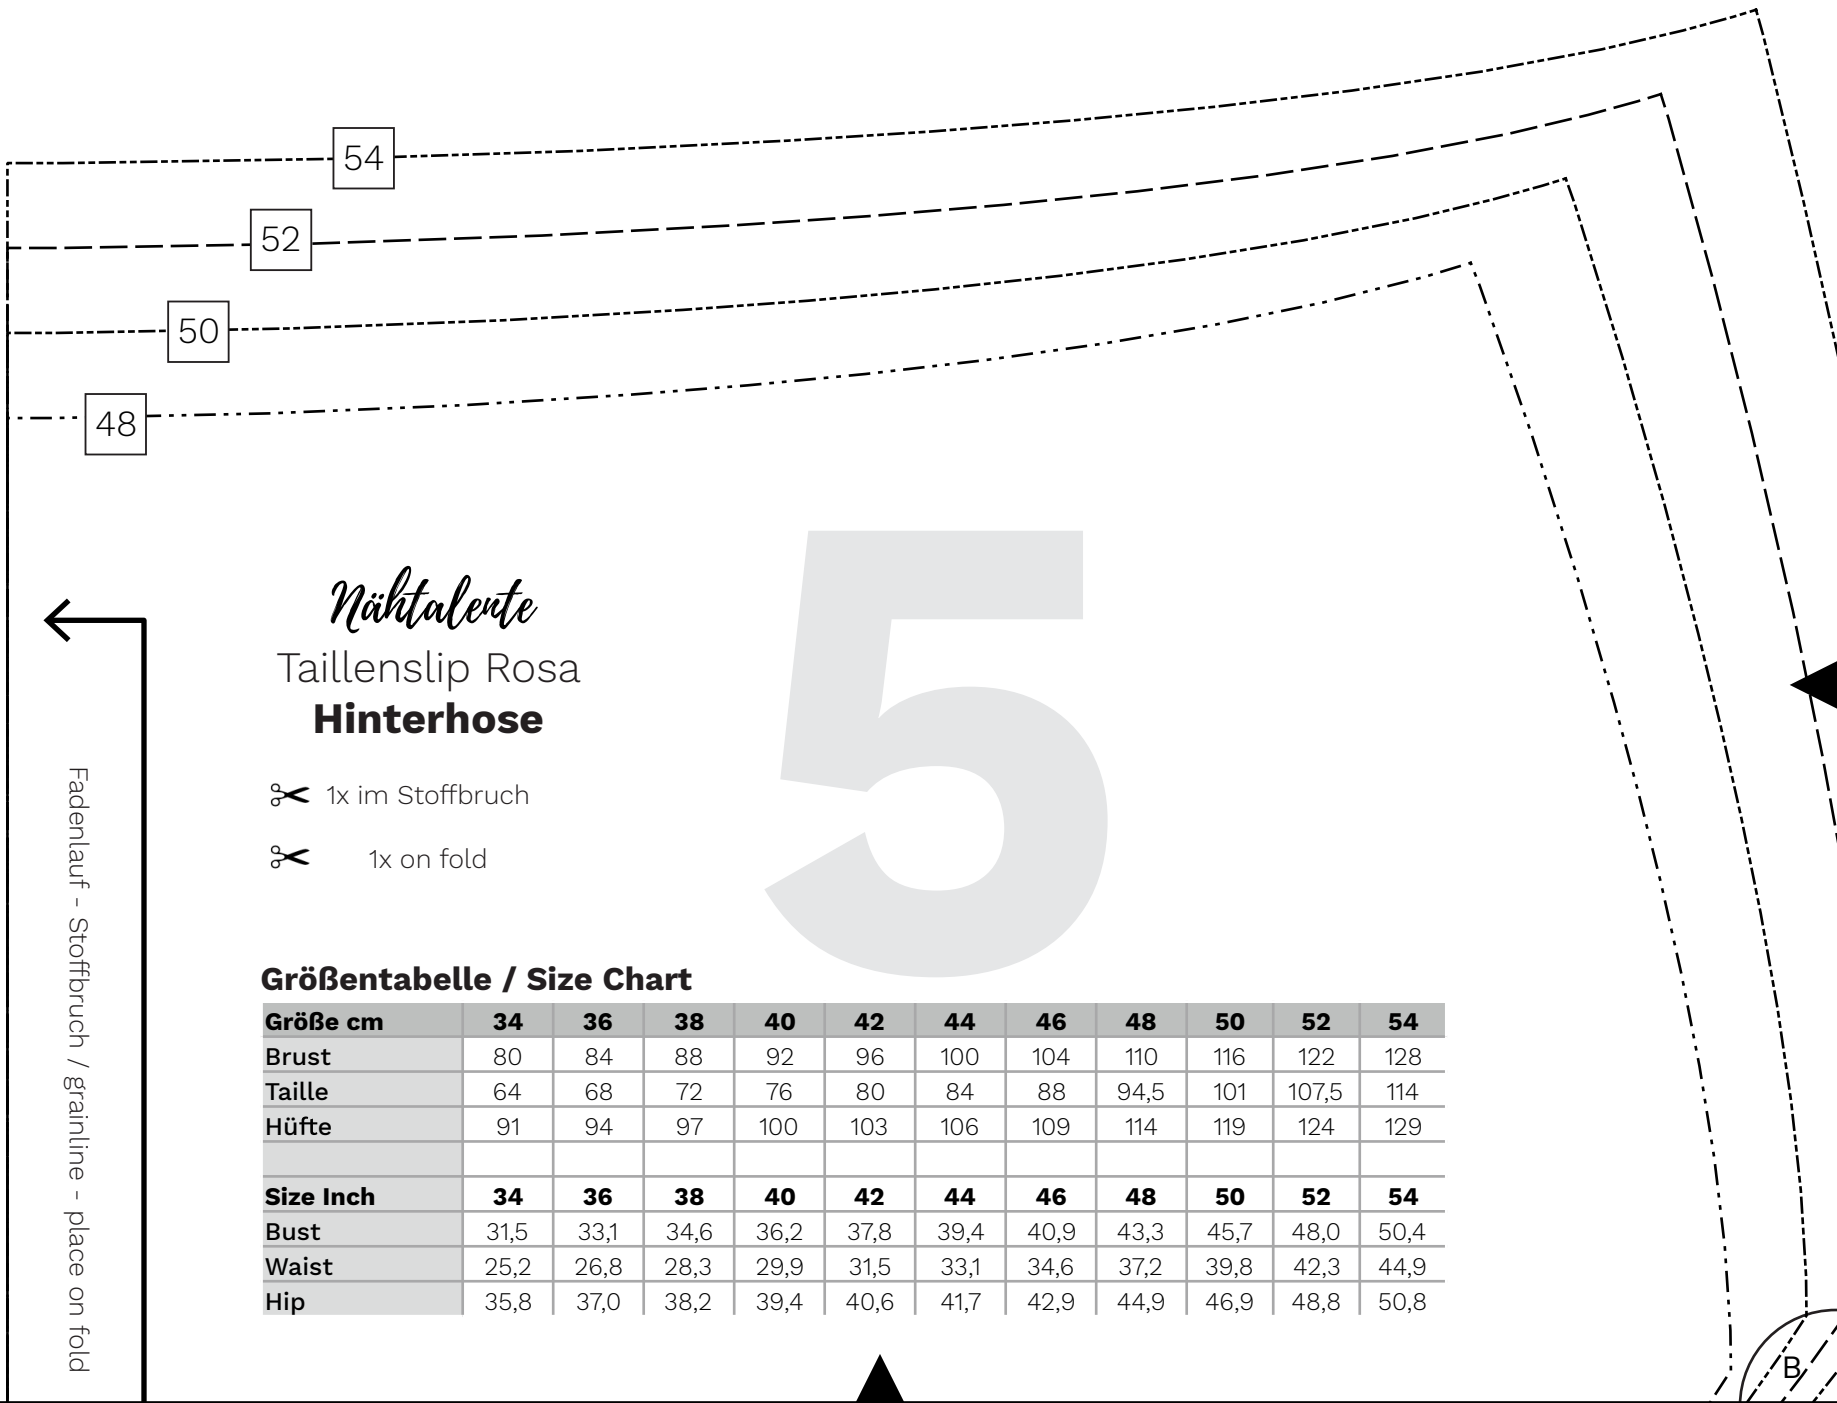 54
52
50
48
5
Nähtalente
Taillenslip Rosa
Hinterhose
1x im Stoffbruch
1x on fold
Fadenlauf - Stoffbruch / grainline - place on fold
Größentabelle / Size Chart
Größe cm 34 36 38 40 42 44 46 48 50 52 54
Brust 80 84 88 92 96 100 104 110 116 122 128
Taille 64 68 72 76 80 84 88 94,5 101 107,5 114
Hüfte 91 94 97 100 103 106 109 114 119 124 129
Size Inch 34 36 38 40 42 44 46 48 50 52 54
Bust 31,5 33,1 34,6 36,2 37,8 39,4 40,9 43,3 45,7 48,0 50,4
Waist 25,2 26,8 28,3 29,9 31,5 33,1 34,6 37,2 39,8 42,3 44,9
Hip 35,8 37,0 38,2 39,4 40,6 41,7 42,9 44,9 46,9 48,8 50,8
B